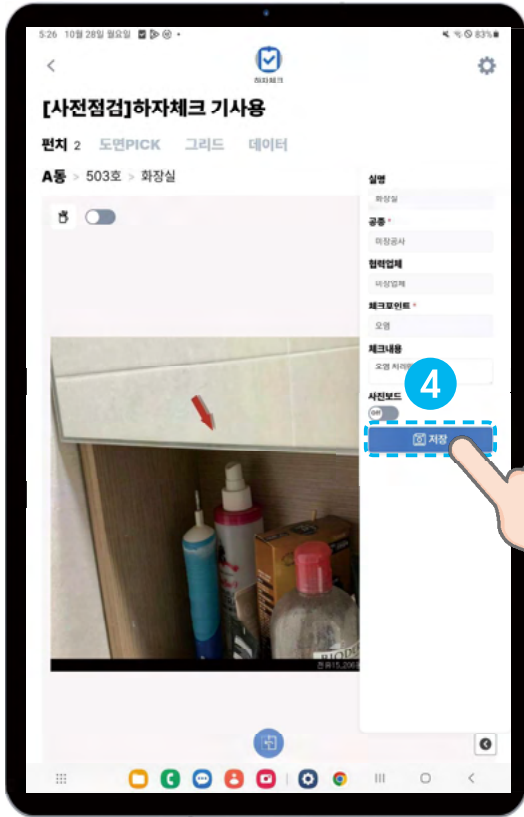 5:26 10월 28일 월요일
83%
하자체크
[사전점검]하자체크 기사용
펀치 2 도면PICK 그리드 데이터
A동 > 503호 > 화장실
실명
화장실
공종 *
미장공사
협력업체
미장업체
체크포인트 *
오염
체크내용
오염 처리
4
사진보드
Off
저장